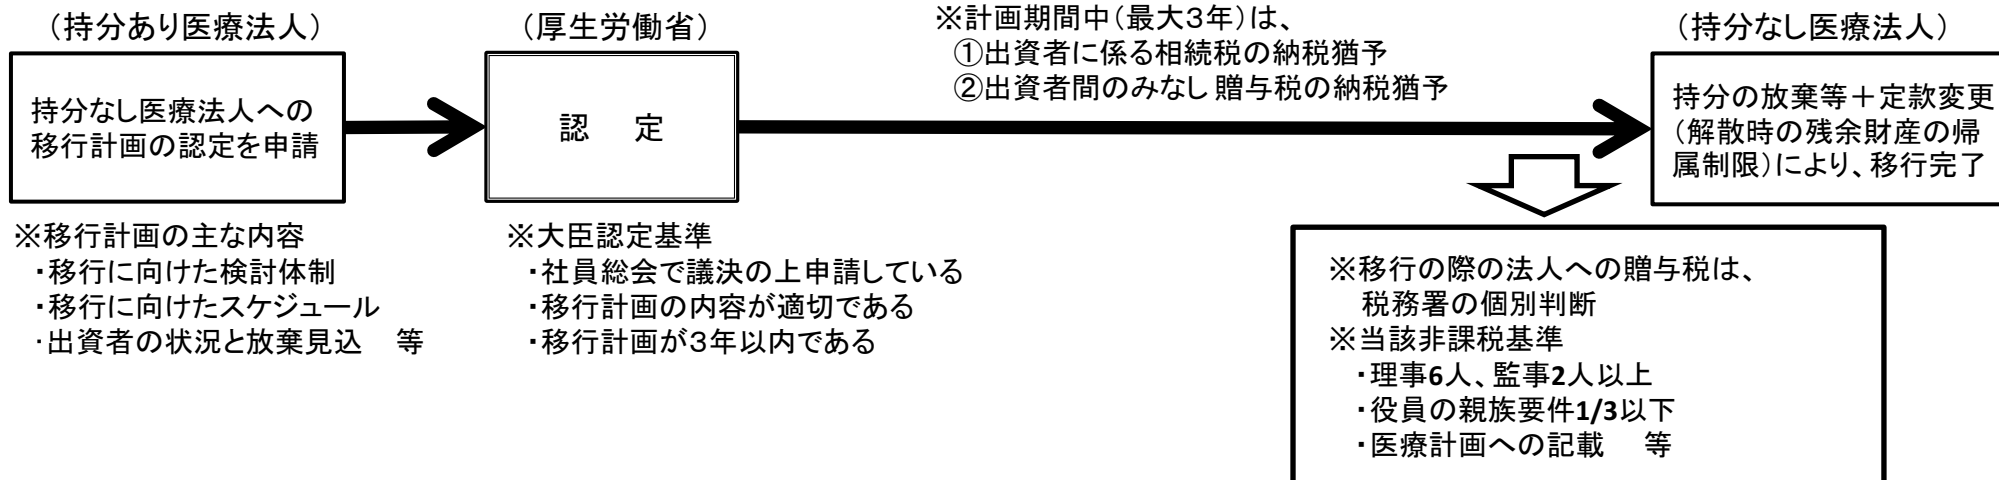 (持分あり医療法人)
持分なし医療法人への
移行計画の認定を申請
※移行計画の主な内容
・移行に向けた検討体制
・移行に向けたスケジュール
・出資者の状況と放棄見込 等
(厚生労働省)
認 定
※大臣認定基準
・社員総会で議決の上申請している
・移行計画の内容が適切である
・移行計画が3年以内である
※計画期間中(最大3年)は、
①出資者に係る相続税の納税猶予
②出資者間のみなし贈与税の納税猶予
(持分なし医療法人)
持分の放棄等+定款変更
(解散時の残余財産の帰
属制限)により、移行完了
※移行の際の法人への贈与税は、
税務署の個別判断
※当該非課税基準
・理事6人、監事2人以上
・役員の親族要件1/3以下
・医療計画への記載 等